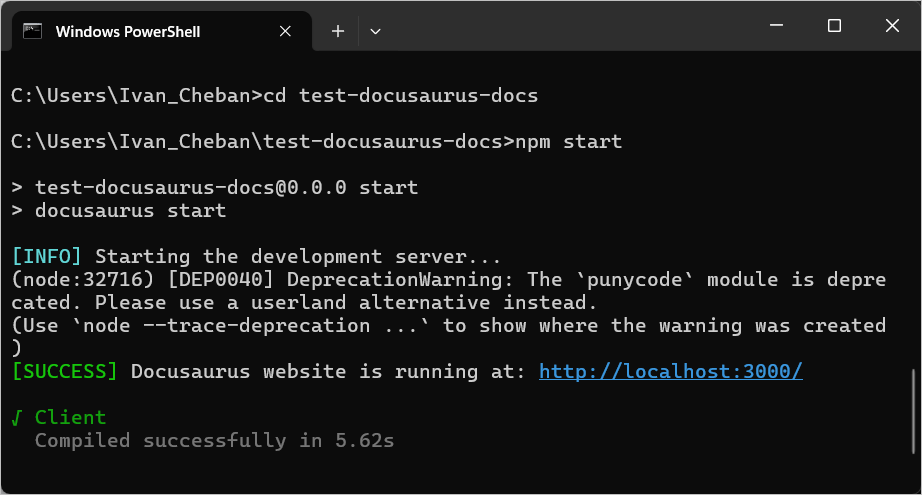 Windows PowerShell
C:\Users\Ivan_Cheban>cd test-docusaurus-docs
C:\Users\Ivan_Cheban\test-docusaurus-docs>npm start
> test-docusaurus-docs@0.0.0 start
> docusaurus start
[INFO] Starting the development server...
(node:32716) [DEP0040] DeprecationWarning: The `punycode` module is depre
cated. Please use a userland alternative instead.
(Use `node --trace-deprecation ...` to show where the warning was created
)
[SUCCESS] Docusaurus website is running at: http://localhost:3000/
√ Client
Compiled successfully in 5.62s